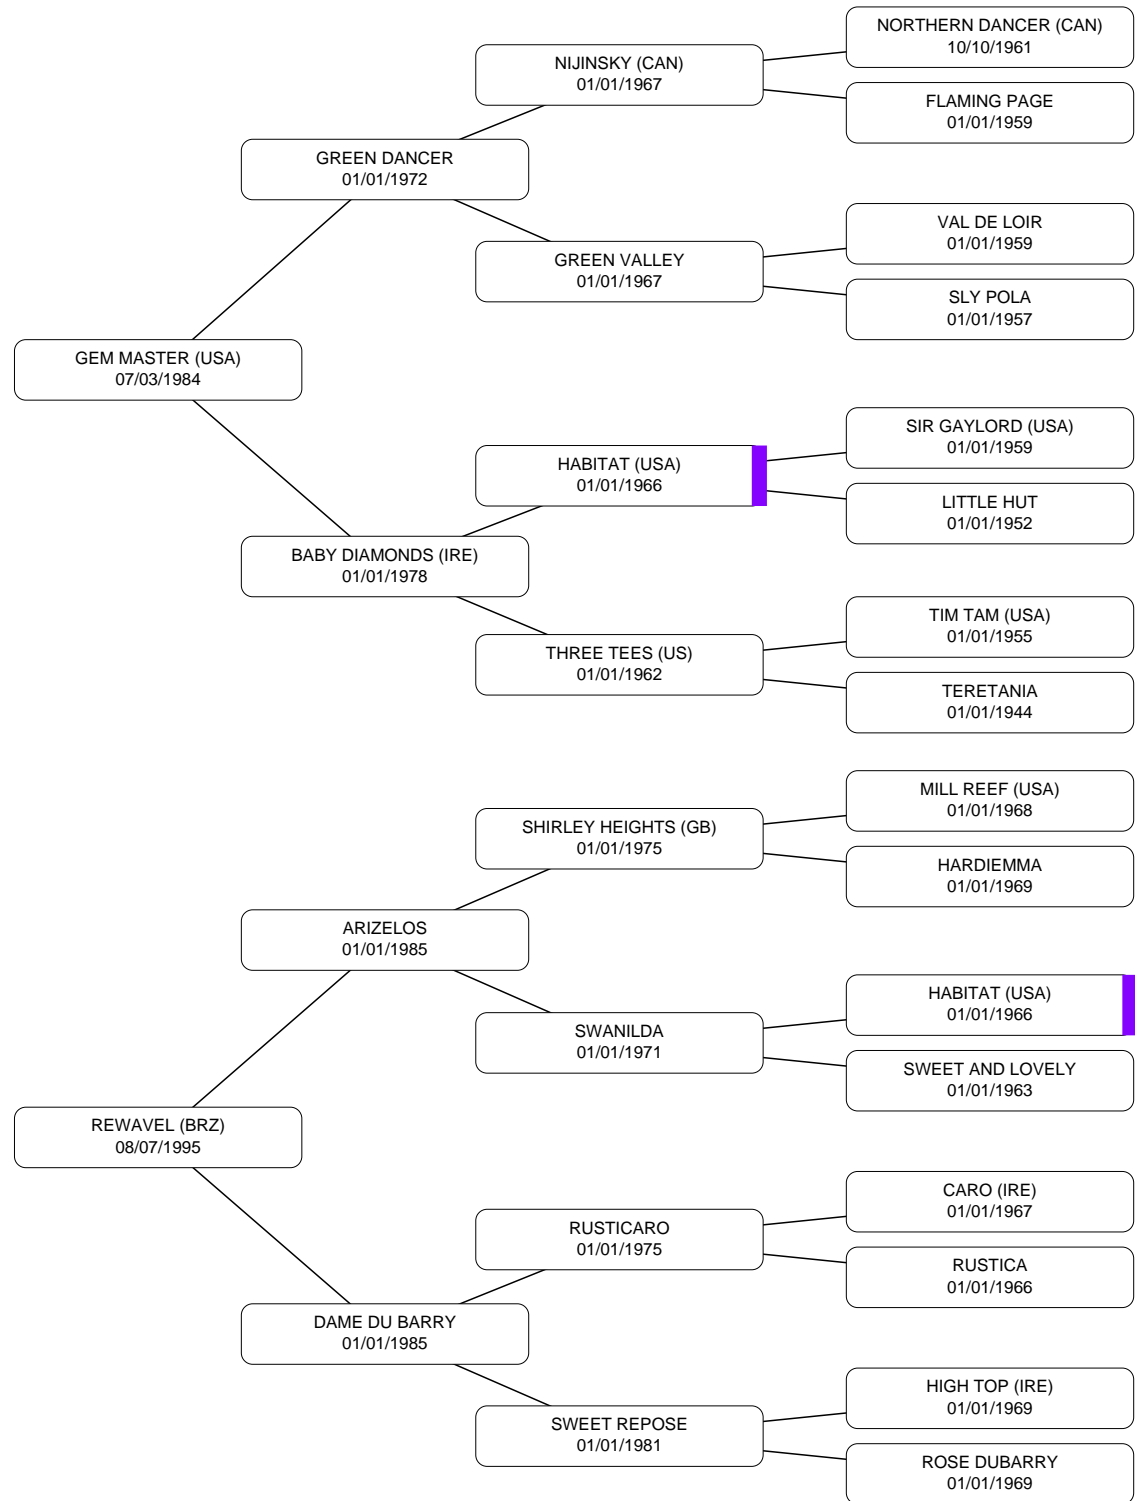 NORTHERN DANCER (CAN)
10/10/1961
NIJINSKY (CAN)
01/01/1967
FLAMING PAGE
01/01/1959
GREEN DANCER
01/01/1972
VAL DE LOIR
01/01/1959
GREEN VALLEY
01/01/1967
SLY POLA
01/01/1957
GEM MASTER (USA)
07/03/1984
SIR GAYLORD (USA)
01/01/1959
HABITAT (USA)
01/01/1966
LITTLE HUT
01/01/1952
BABY DIAMONDS (IRE)
01/01/1978
TIM TAM (USA)
01/01/1955
THREE TEES (US)
01/01/1962
TERETANIA
01/01/1944
MILL REEF (USA)
01/01/1968
SHIRLEY HEIGHTS (GB)
01/01/1975
HARDIEMMA
01/01/1969
ARIZELOS
01/01/1985
HABITAT (USA)
01/01/1966
SWANILDA
01/01/1971
SWEET AND LOVELY
01/01/1963
REWAVEL (BRZ)
08/07/1995
CARO (IRE)
01/01/1967
RUSTICARO
01/01/1975
RUSTICA
01/01/1966
DAME DU BARRY
01/01/1985
HIGH TOP (IRE)
01/01/1969
SWEET REPOSE
01/01/1981
ROSE DUBARRY
01/01/1969